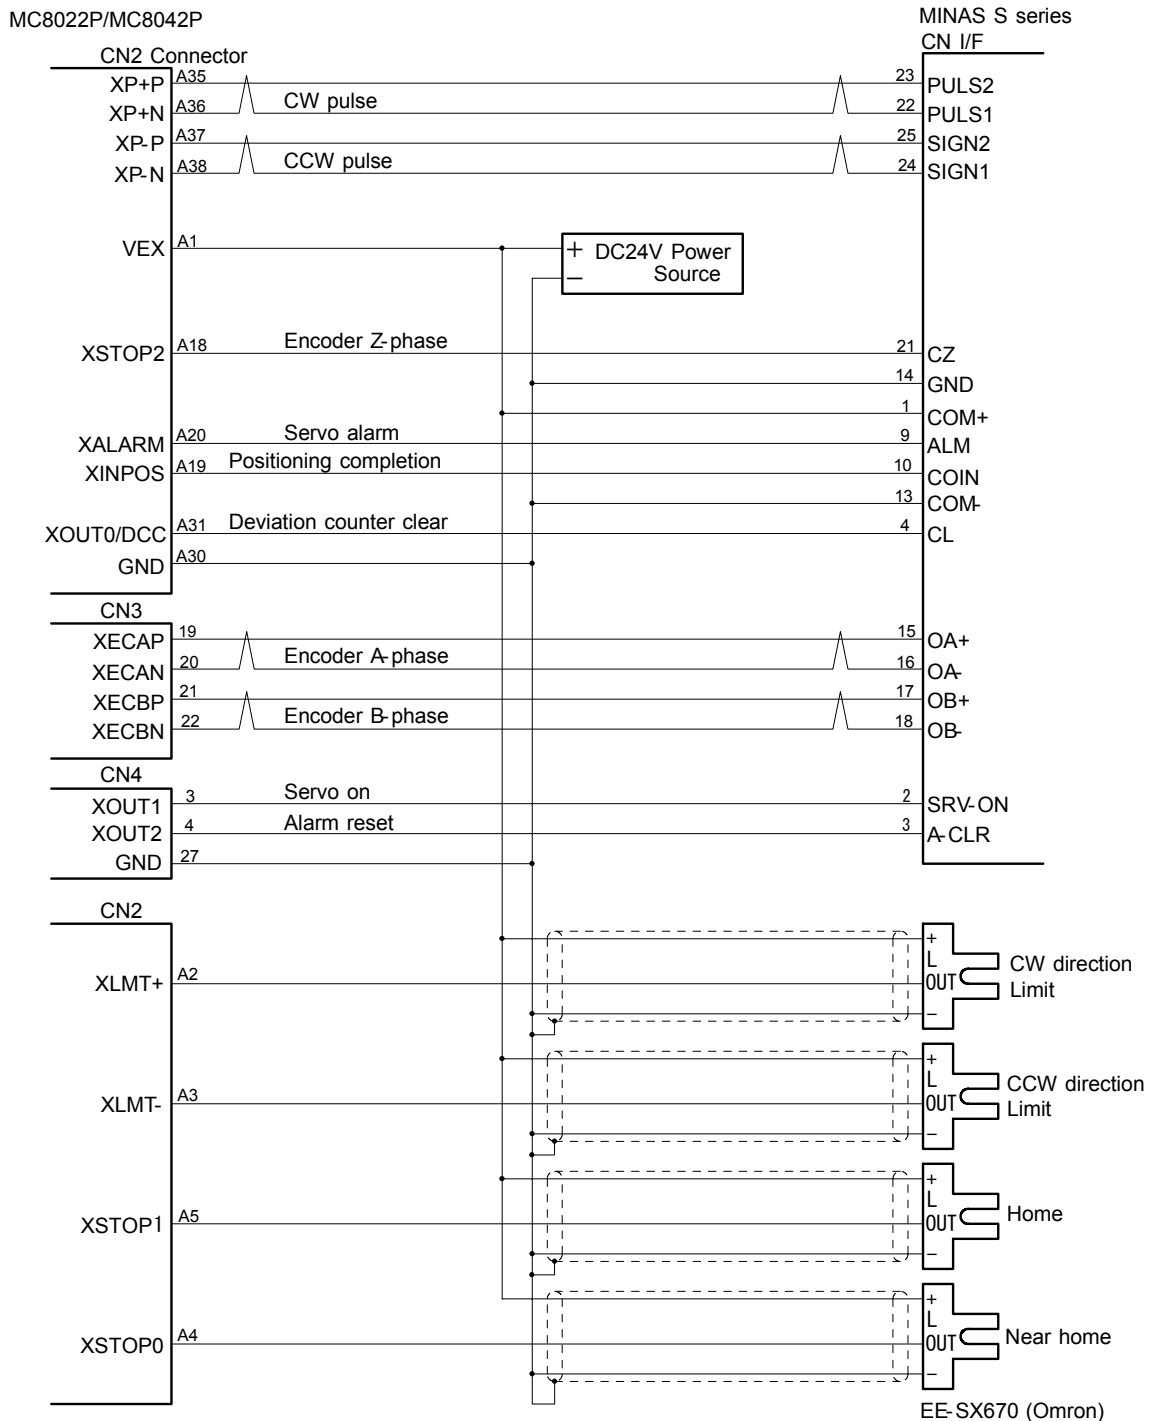 MC8022P/MC8042P
MINAS S series
CN2 Connector
CN I/F
XP+P A35 23 PULS2
XP+N A36 CW pulse 22 PULS1
XP-P A37 25 SIGN2
XP-N A38 CCW pulse 24 SIGN1
VEX A1 + DC24V Power
− Source
XSTOP2 A18 Encoder Z-phase 21 CZ
14 GND
1 COM+
XALARM A20 Servo alarm 9 ALM
XINPOS A19 Positioning completion 10 COIN
13 COM-
XOUT0/DCC A31 Deviation counter clear 4 CL
GND A30
CN3
XECAP 19 15 OA+
XECAN 20 Encoder A-phase 16 OA-
XECBP 21 17 OB+
XECBN 22 Encoder B-phase 18 OB-
CN4
XOUT1 3 Servo on 2 SRV-ON
XOUT2 4 Alarm reset 3 A-CLR
GND 27
CN2
+
L CW direction
XLMT+ A2 OUT Limit
−
+
L CCW direction
XLMT- A3 OUT Limit
−
+
L
XSTOP1 A5 OUT Home
−
+
L
XSTOP0 A4 OUT Near home
−
EE-SX670 (Omron)